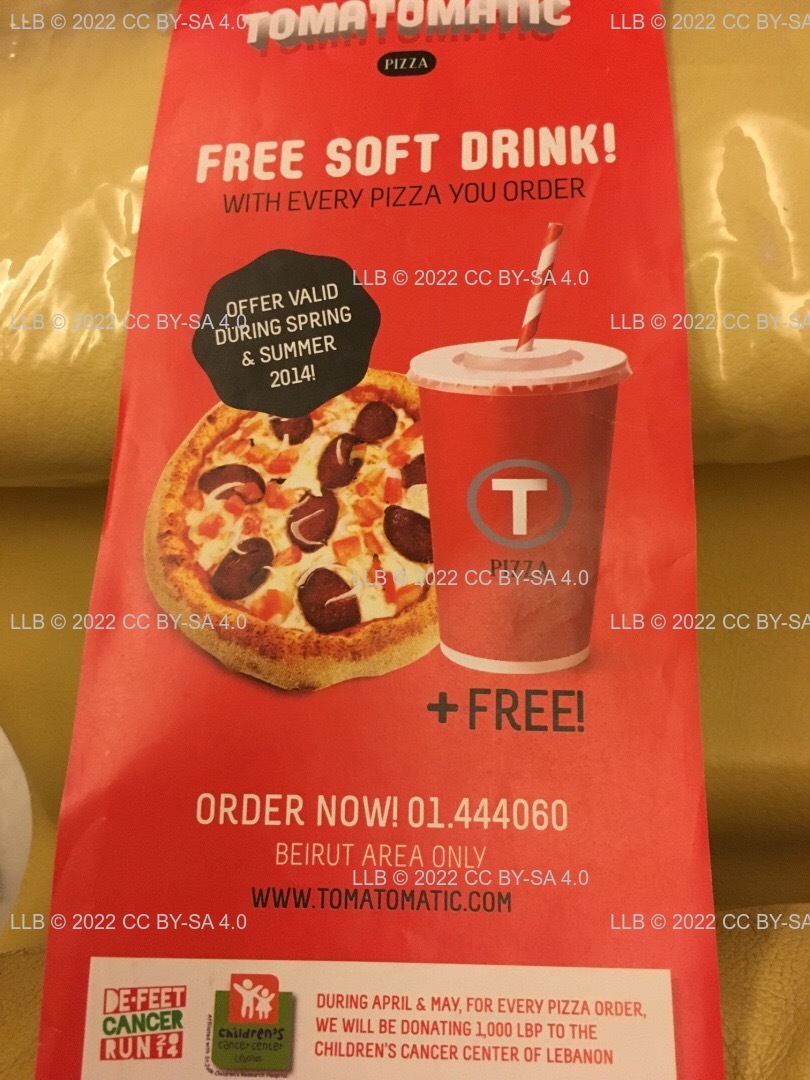 TOMATOMATIC
PIZZA
FREE SOFT DRINK!
WITH EVERY PIZZA YOU ORDER
OFFER VALID
DURING SPRING
& SUMMER
2014!
T
PIZZA
+FREE!
ORDER NOW! 01.444060
BEIRUT AREA ONLY
WWW.TOMATOMATIC.COM
DE-FEET
CANCER
RUN 2014
children's
cancer center
Lebanon
DURING APRIL & MAY, FOR EVERY PIZZA ORDER,
WE WILL BE DONATING 1,000 LBP TO THE
CHILDREN'S CANCER CENTER OF LEBANON
LLB © 2022 CC BY-SA 4.0